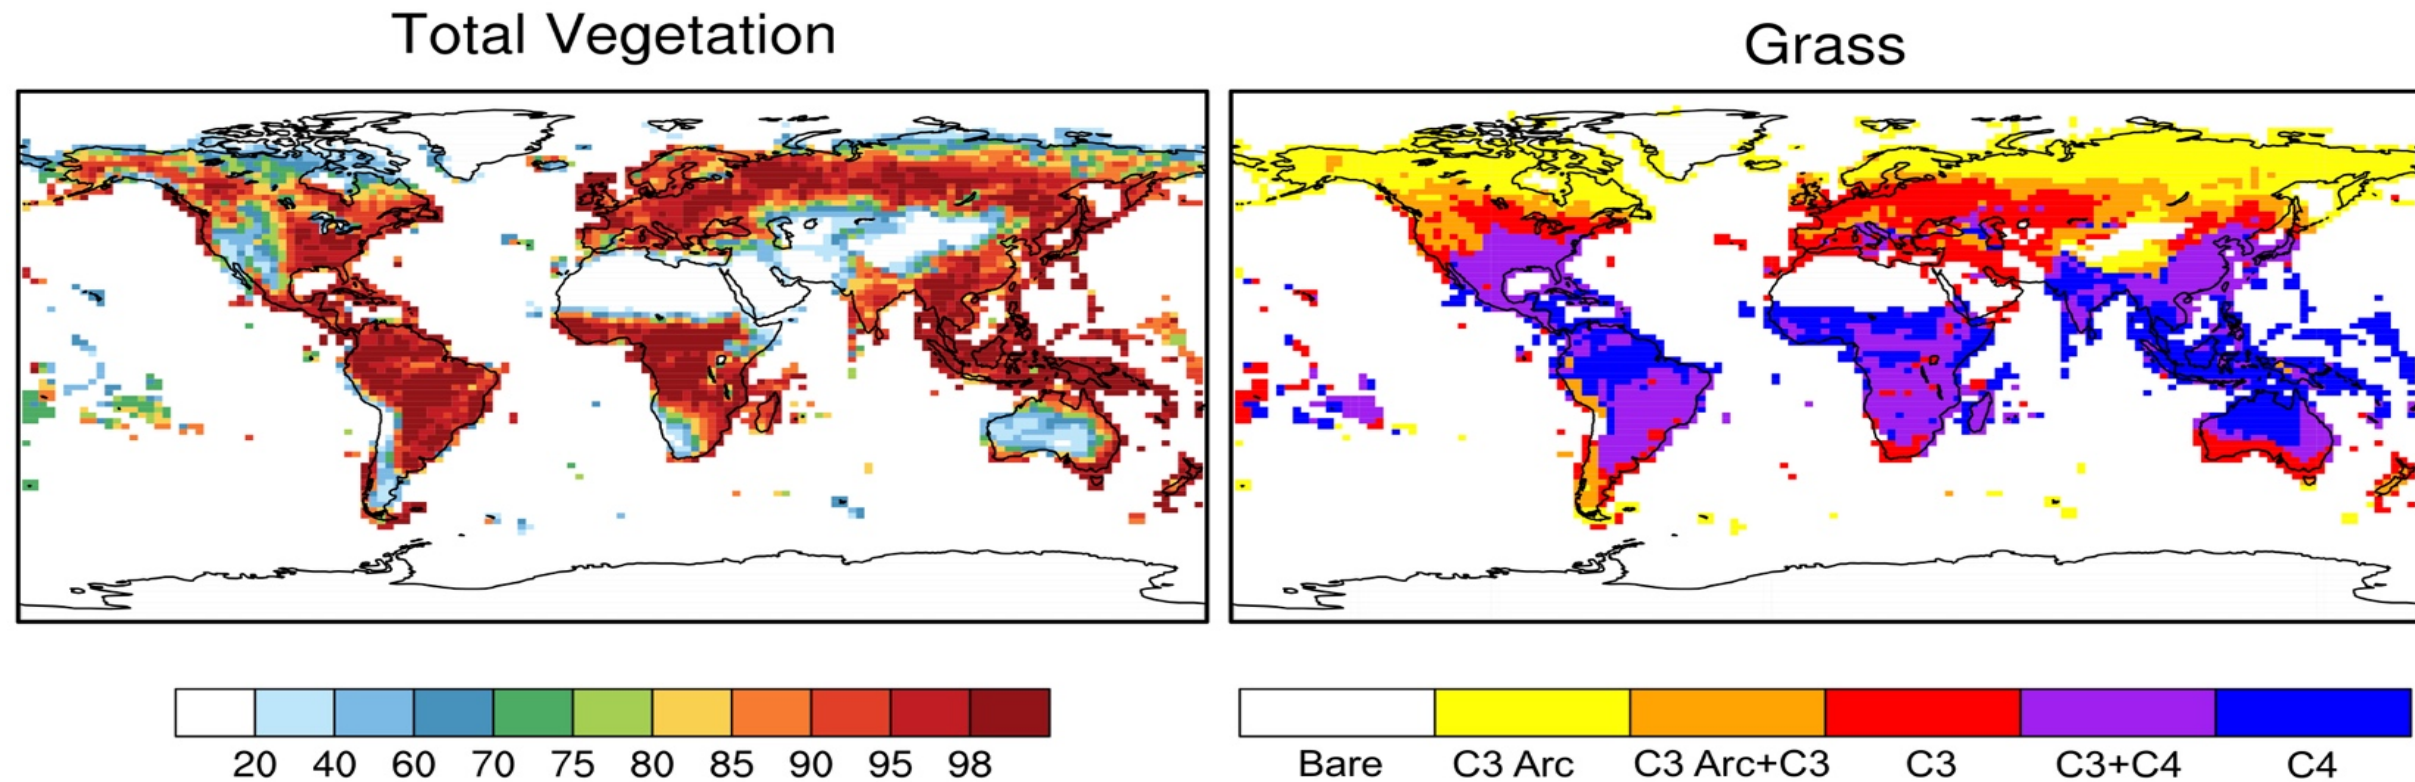 Total Vegetation
Grass
20 40 60 70 75 80 85 90 95 98
Bare C3 Arc C3 Arc+C3 C3 C3+C4 C4